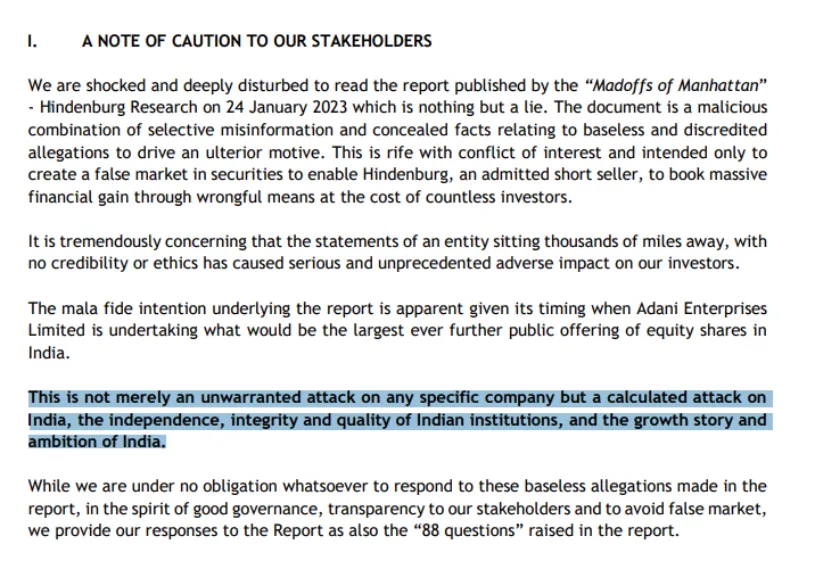 I. A NOTE OF CAUTION TO OUR STAKEHOLDERS
We are shocked and deeply disturbed to read the report published by the “Madoffs of Manhattan”
- Hindenburg Research on 24 January 2023 which is nothing but a lie. The document is a malicious
combination of selective misinformation and concealed facts relating to baseless and discredited
allegations to drive an ulterior motive. This is rife with conflict of interest and intended only to
create a false market in securities to enable Hindenburg, an admitted short seller, to book massive
financial gain through wrongful means at the cost of countless investors.
It is tremendously concerning that the statements of an entity sitting thousands of miles away, with
no credibility or ethics has caused serious and unprecedented adverse impact on our investors.
The mala fide intention underlying the report is apparent given its timing when Adani Enterprises
Limited is undertaking what would be the largest ever further public offering of equity shares in
India.
This is not merely an unwarranted attack on any specific company but a calculated attack on
India, the independence, integrity and quality of Indian institutions, and the growth story and
ambition of India.
While we are under no obligation whatsoever to respond to these baseless allegations made in the
report, in the spirit of good governance, transparency to our stakeholders and to avoid false market,
we provide our responses to the Report as also the “88 questions” raised in the report.